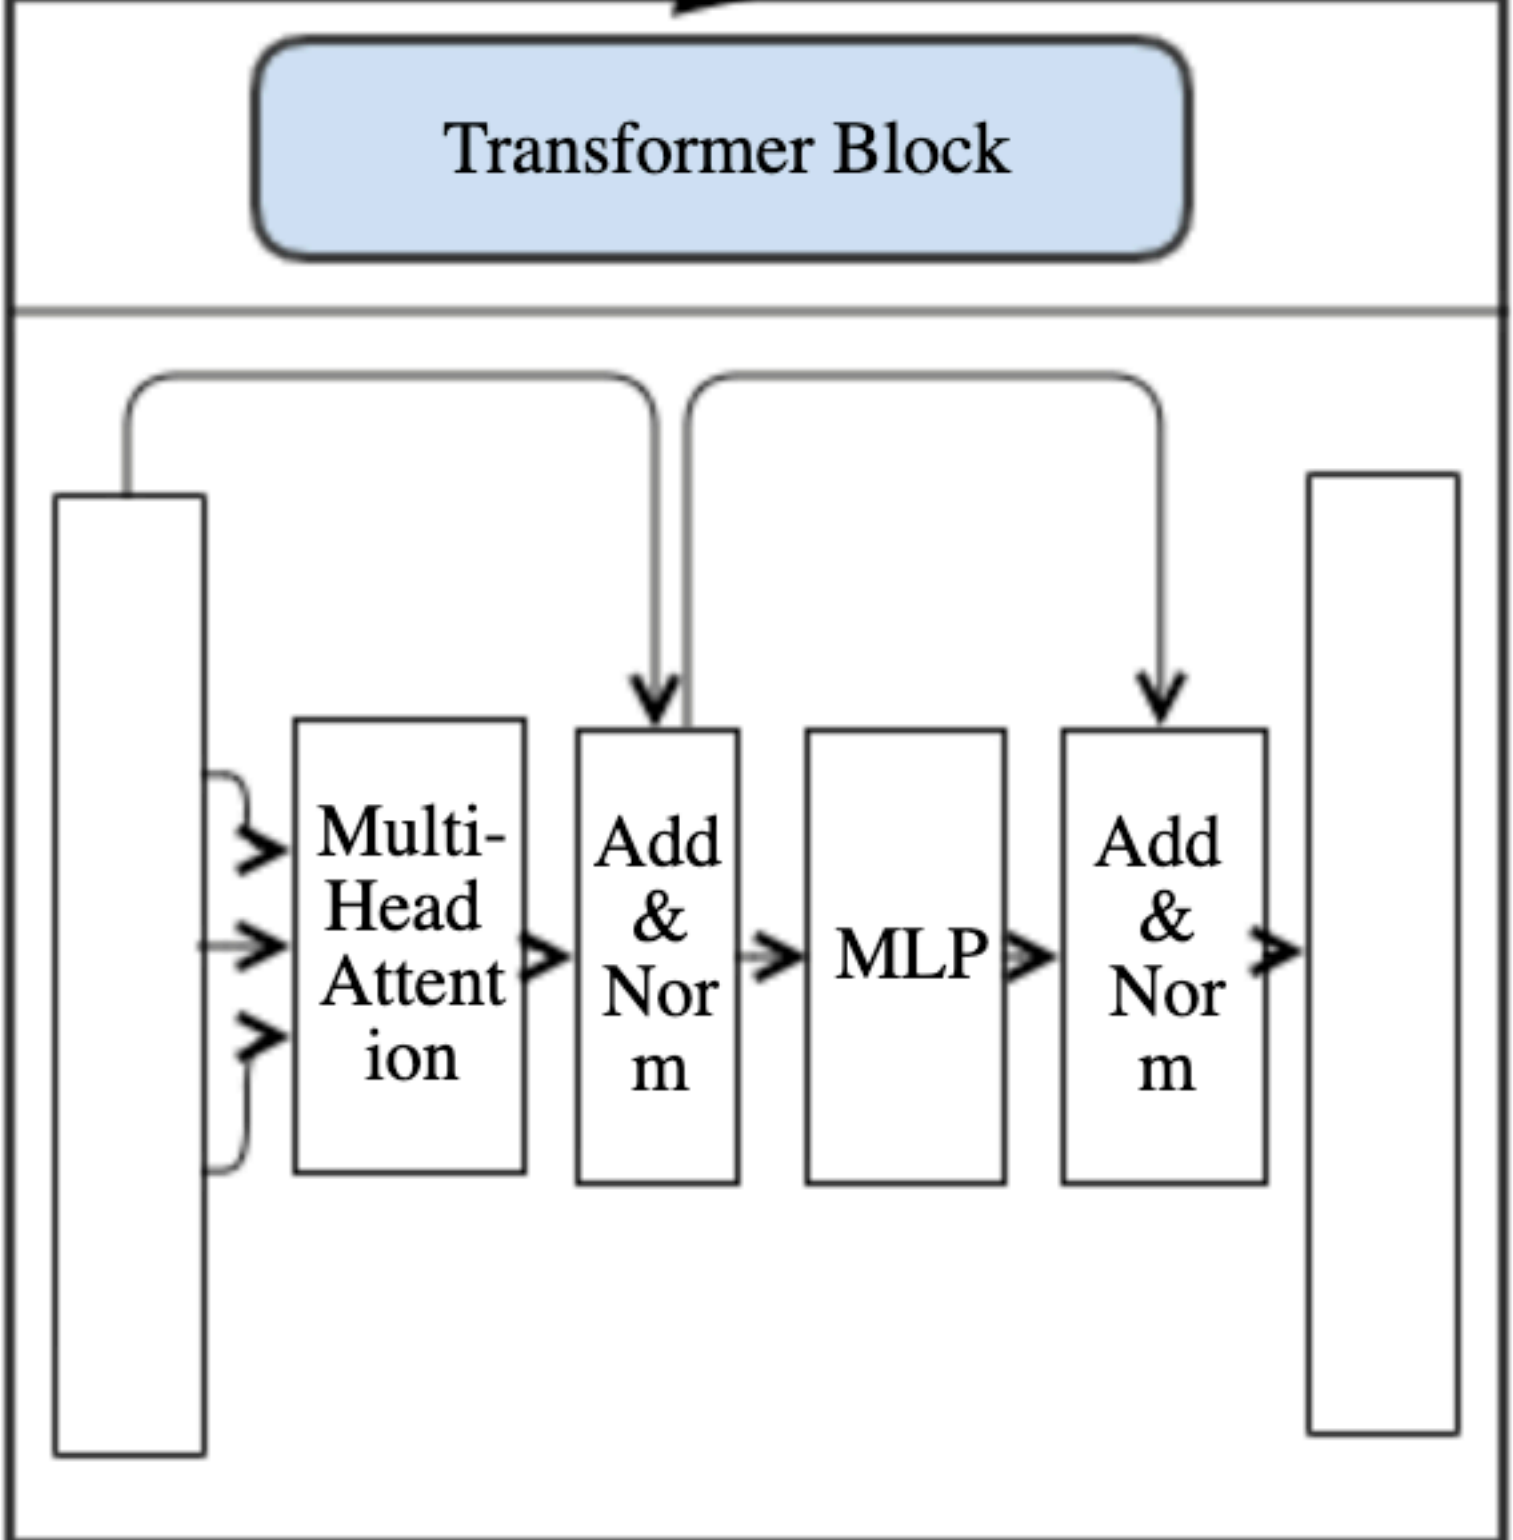 Transformer Block
Multi-
Head
Attent
ion
Add
&
Nor
m
MLP
Add
&
Nor
m